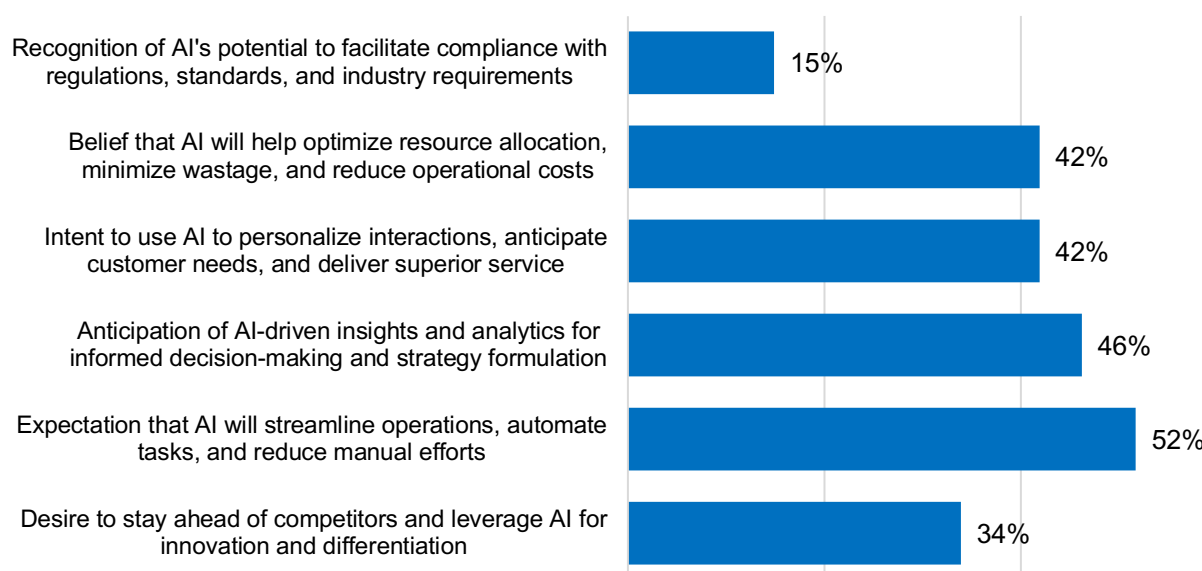 Recognition of AI's potential to facilitate compliance with
regulations, standards, and industry requirements
15%
Belief that AI will help optimize resource allocation,
minimize wastage, and reduce operational costs
42%
Intent to use AI to personalize interactions, anticipate
customer needs, and deliver superior service
42%
Anticipation of AI-driven insights and analytics for
informed decision-making and strategy formulation
46%
Expectation that AI will streamline operations, automate
tasks, and reduce manual efforts
52%
Desire to stay ahead of competitors and leverage AI for
innovation and differentiation
34%